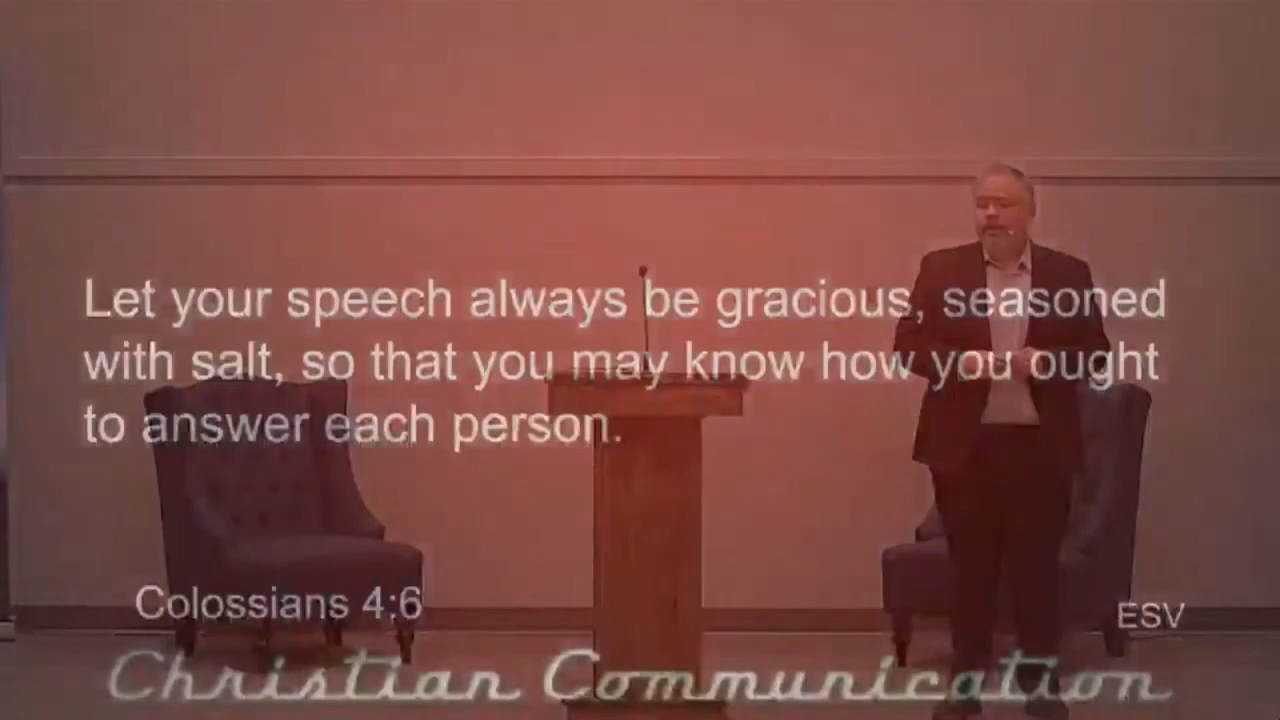 Let your speech always be gracious, seasoned
with salt, so that you may know how you ought
to answer each person.
Colossians 4:6
ESV
Christian Communication